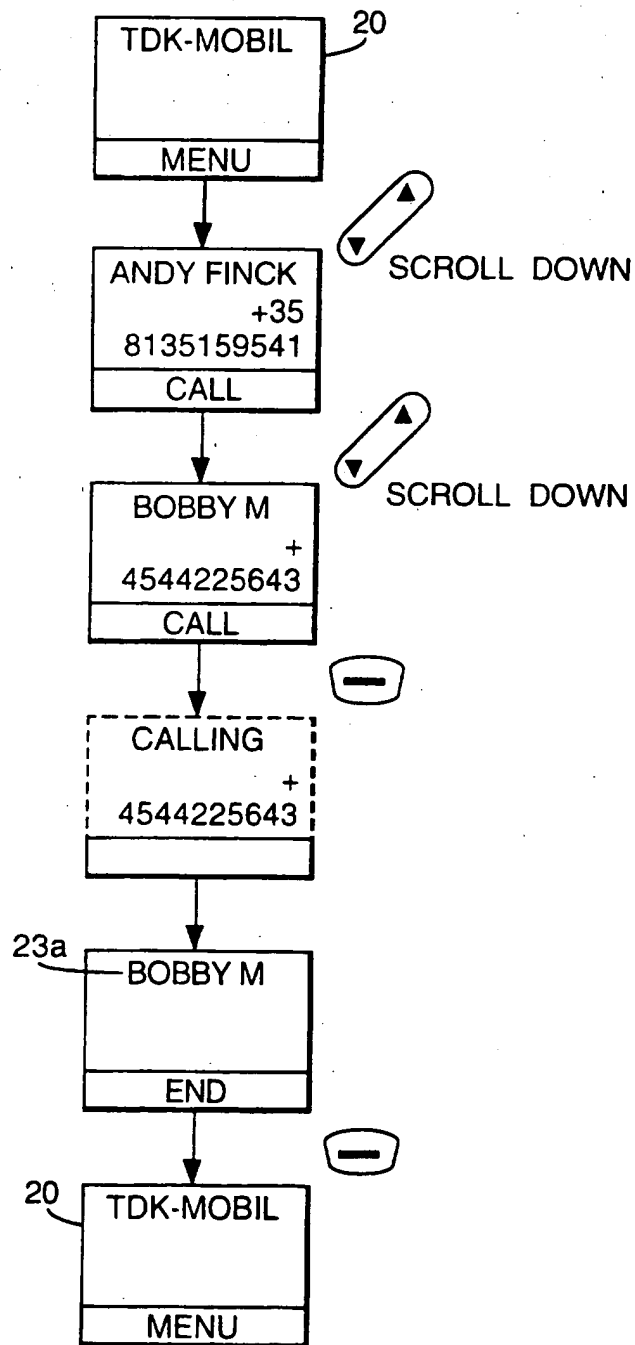 20
TDK-MOBIL
MENU
ANDY FINCK
+35
8135159541
CALL
SCROLL DOWN
BOBBY M
+
4544225643
CALL
SCROLL DOWN
CALLING
+
4544225643
23a
BOBBY M
END
20
TDK-MOBIL
MENU